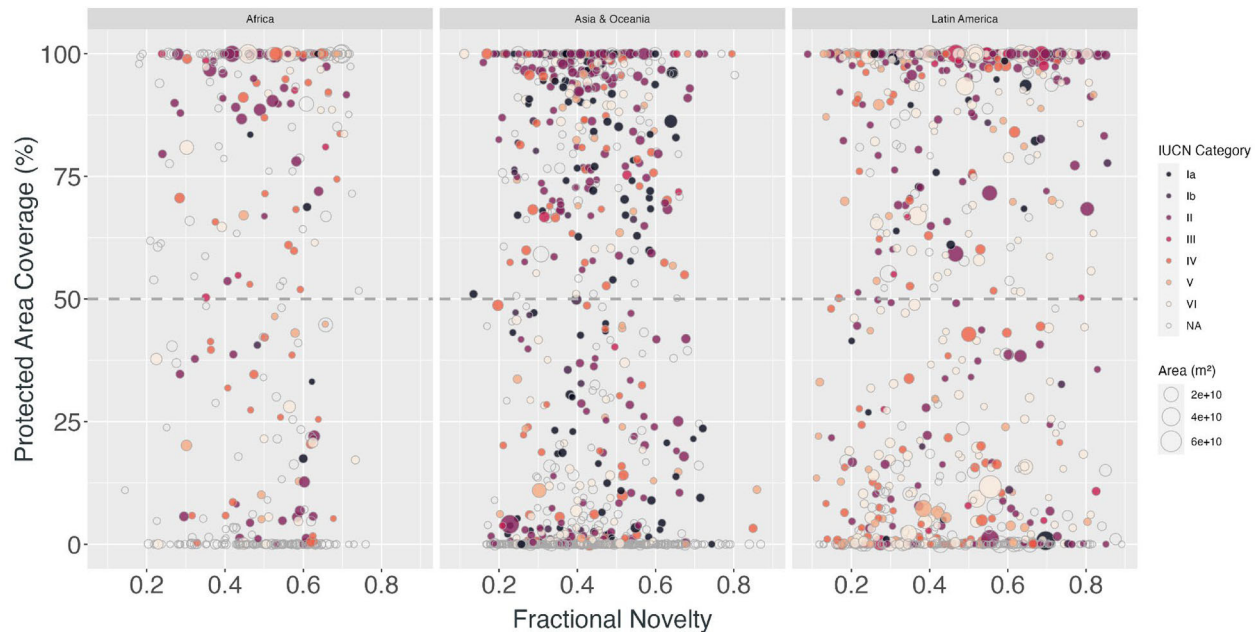 Africa
Asia & Oceania
Latin America
Protected Area Coverage (%)
100
75
50
25
0
0.2 0.4 0.6 0.8
0.2 0.4 0.6 0.8
0.2 0.4 0.6 0.8
Fractional Novelty
IUCN Category
Ia
Ib
II
III
IV
V
VI
NA
Area (m²)
2e+10
4e+10
6e+10